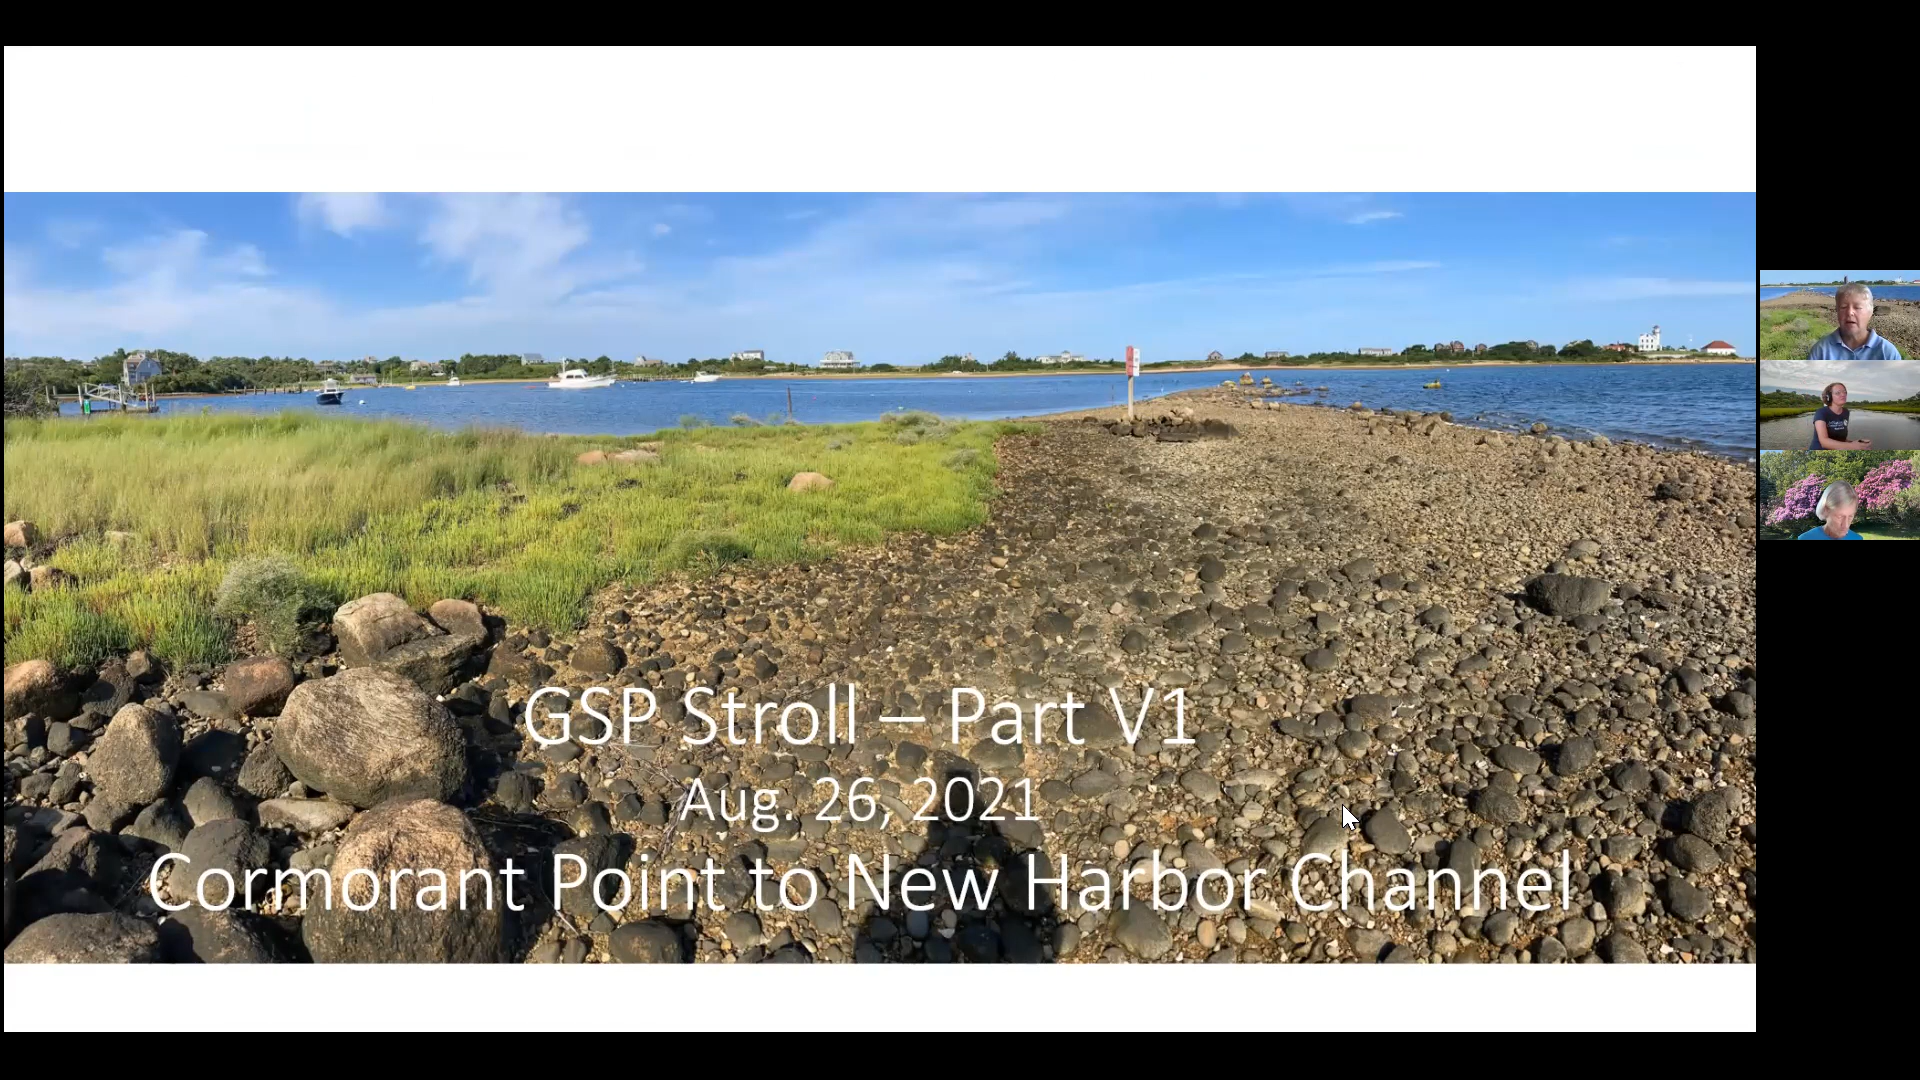 GSP Stroll – Part V1
Aug. 26, 2021
Cormorant Point to New Harbor Channel